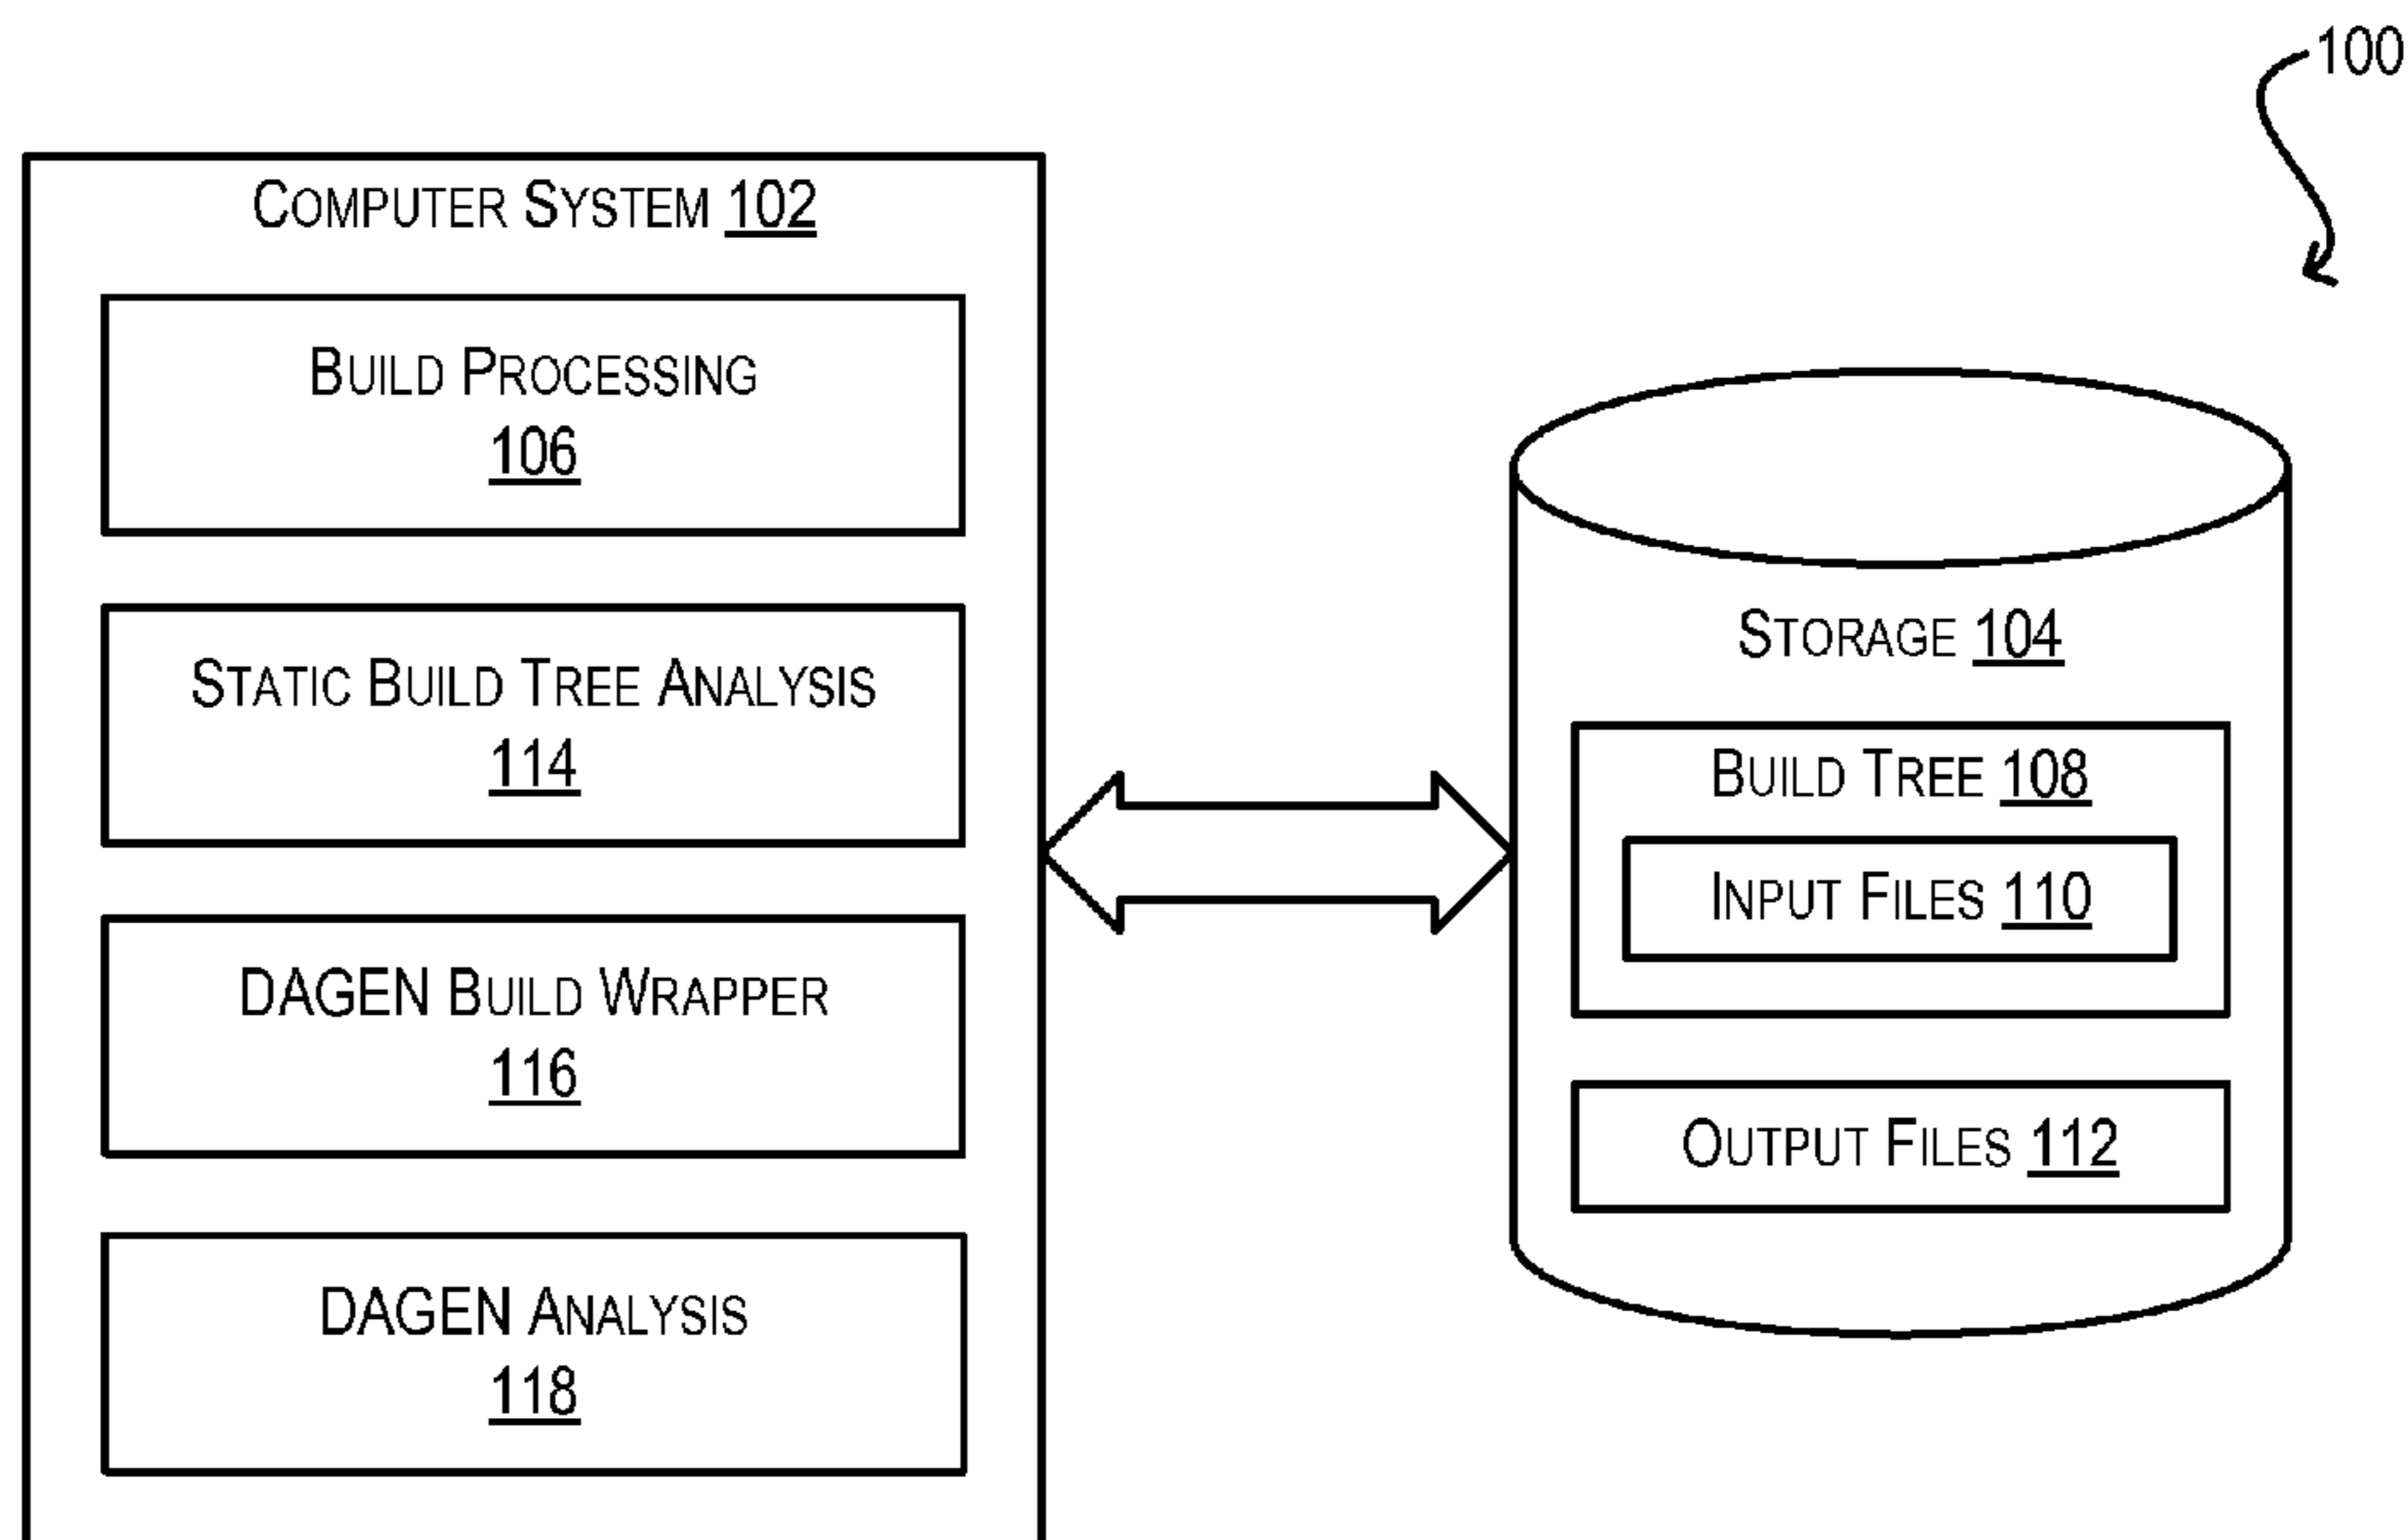 100
Computer System 102
Build Processing
106
Static Build Tree Analysis
114
DAGEN Build Wrapper
116
DAGEN Analysis
118
Storage 104
Build Tree 108
Input Files 110
Output Files 112